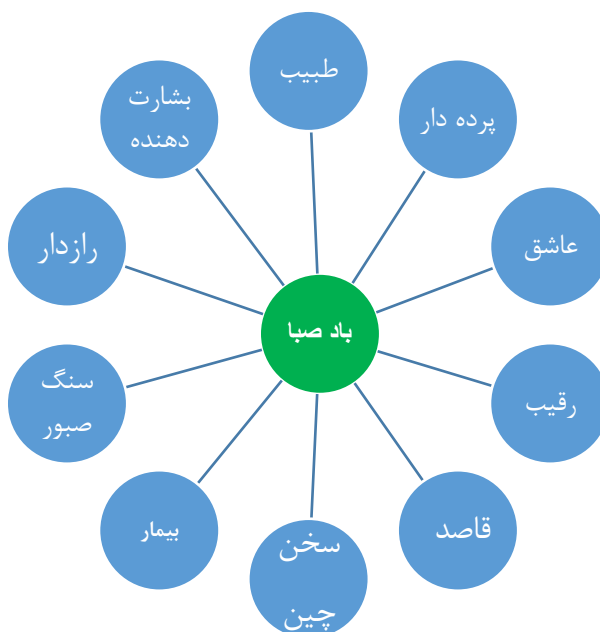 طبیب
پرده دار
عاشق
رقیب
قاصد
سخن
چین
بیمار
سنگ
صبور
رازدار
بشارت
دهنده
باد صبا